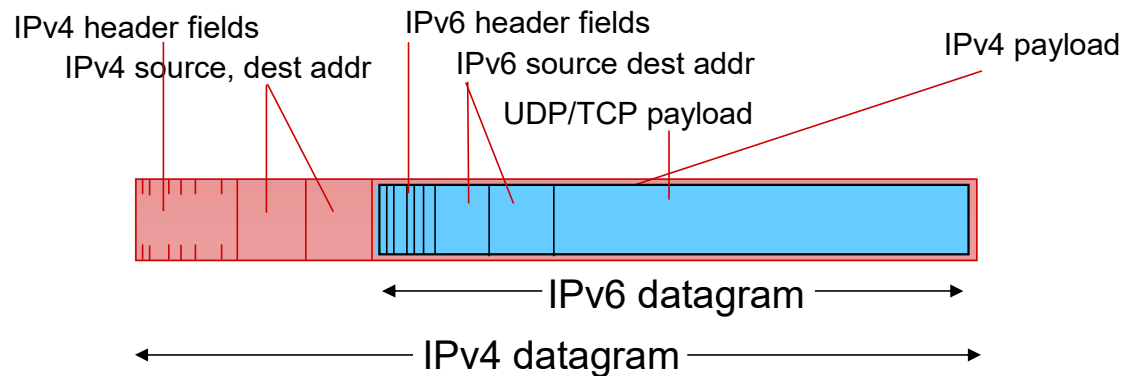 IPv4 header fields
IPv6 header fields
IPv4 payload
IPv4 source, dest addr
IPv6 source dest addr
UDP/TCP payload
IPv6 datagram
IPv4 datagram